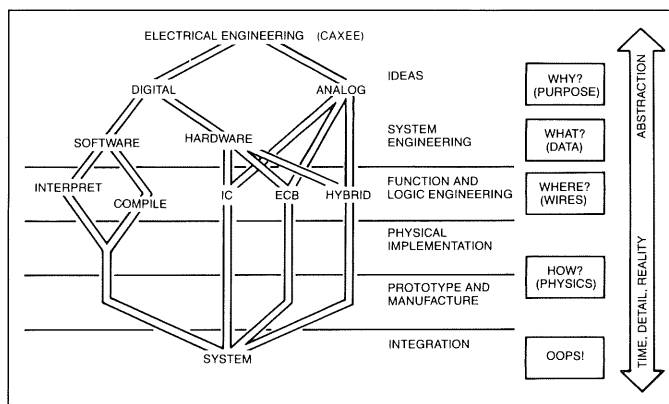 ELECTRICAL ENGINEERING (CAXEE)
IDEAS
WHY?
(PURPOSE)
DIGITAL
ANALOG
SYSTEM
ENGINEERING
WHAT?
(DATA)
SOFTWARE
HARDWARE
FUNCTION AND
LOGIC ENGINEERING
WHERE?
(WIRES)
INTERPRET
COMPILE
IC
ECB
HYBRID
PHYSICAL
IMPLEMENTATION
HOW?
(PHYSICS)
PROTOTYPE AND
MANUFACTURE
INTEGRATION
OOPS!
SYSTEM
ABSTRACTION
TIME, DETAIL, REALITY